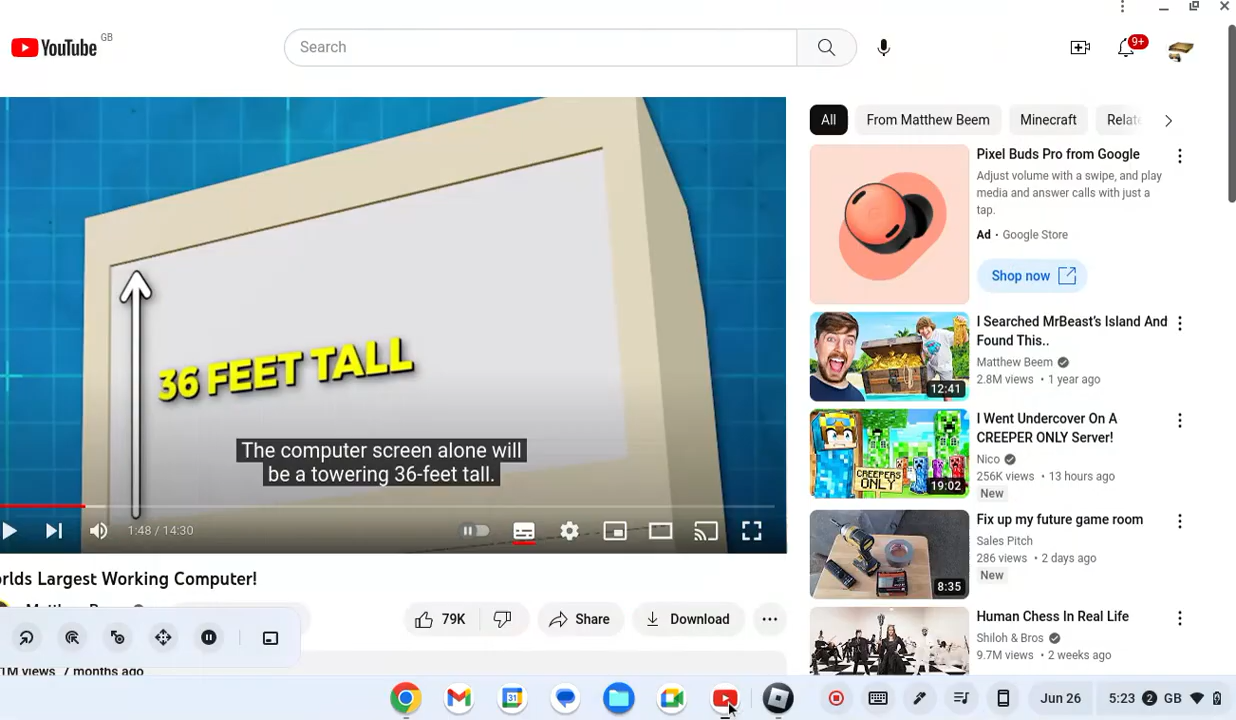 YouTube GB
Search
9+
36 FEET TALL
The computer screen alone will
be a towering 36-feet tall.
1:48 / 14:30
orlds Largest Working Computer!
79K
Share
Download
1M views 7 months ago
All
From Matthew Beem
Minecraft
Relate
Pixel Buds Pro from Google
Adjust volume with a swipe, and play
media and answer calls with just a
tap.
Ad · Google Store
Shop now
12:41
I Searched MrBeast's Island And
Found This..
Matthew Beem
2.8M views · 1 year ago
CREEPERS
ONLY
19:02
I Went Undercover On A
CREEPER ONLY Server!
Nico
256K views · 13 hours ago
New
8:35
Fix up my future game room
Sales Pitch
286 views · 2 days ago
New
Human Chess In Real Life
Shiloh & Bros
9.7M views · 2 weeks ago
31
Jun 26
5:23
2
GB